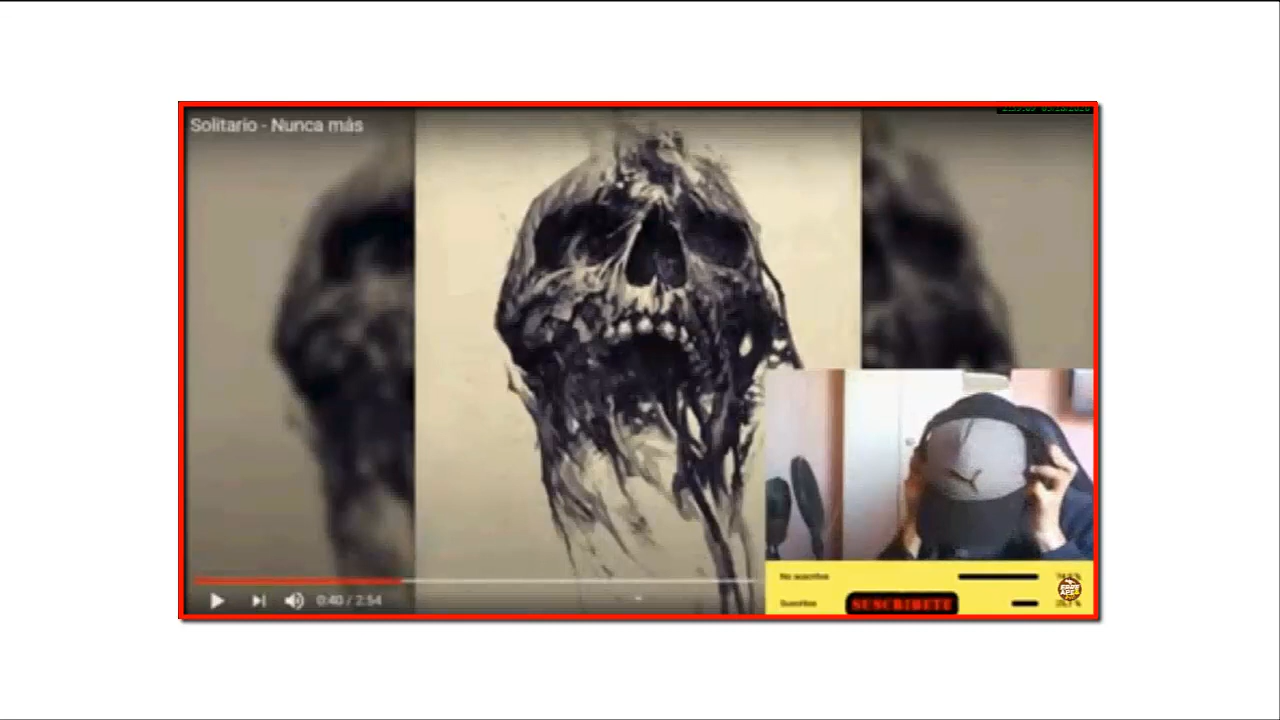 Solitario - Nunca más
0:40 / 2:54
No suscritos
Suscritos
SUSCRIBETE